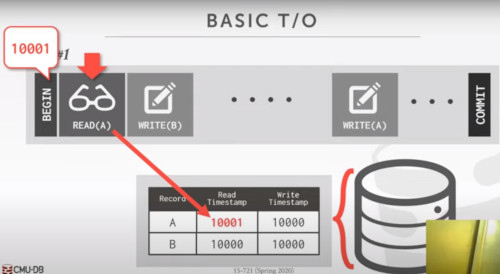 BASIC T/O
10001
#1
BEGIN
READ(A)
WRITE(B)
WRITE(A)
COMMIT
Record Read Timestamp Write Timestamp
A 10001 10000
B 10000 10000
CMU-DB
15-721 (Spring 2020)